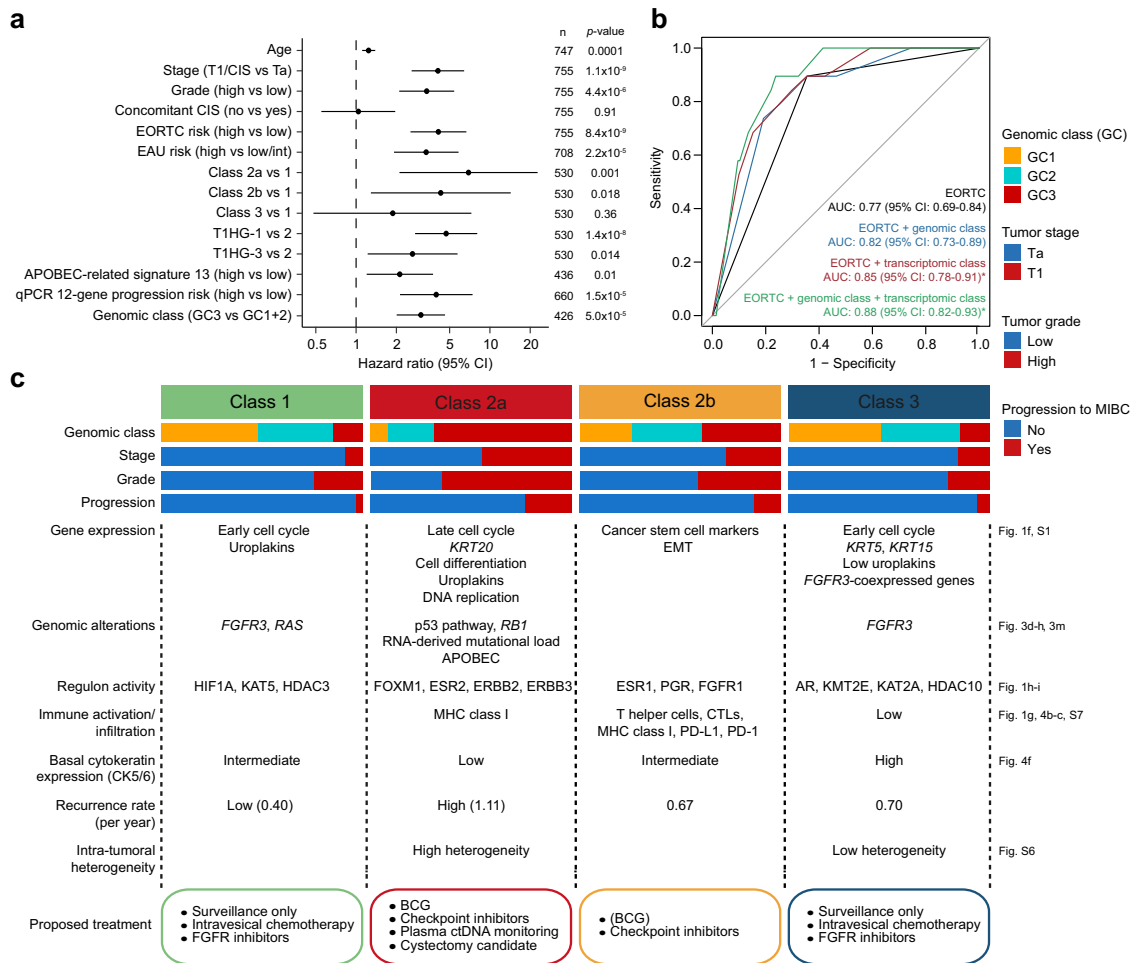 a
n p-value
Age 747 0.0001
Stage (T1/CIS vs Ta) 755 1.1x10-9
Grade (high vs low) 755 4.4x10-6
Concomitant CIS (no vs yes) 755 0.91
EORTC risk (high vs low) 755 8.4x10-9
EAU risk (high vs low/int) 708 2.2x10-5
Class 2a vs 1 530 0.001
Class 2b vs 1 530 0.018
Class 3 vs 1 530 0.36
T1HG-1 vs 2 530 1.4x10-8
T1HG-3 vs 2 530 0.014
APOBEC-related signature 13 (high vs low) 436 0.01
qPCR 12-gene progression risk (high vs low) 660 1.5x10-5
Genomic class (GC3 vs GC1+2) 426 5.0x10-5
0.5 1 2 5 10 20
Hazard ratio (95% CI)
b
1.0
0.8
0.6
0.4
0.2
0.0
Sensitivity
EORTC
AUC: 0.77 (95% CI: 0.69-0.84)
EORTC + genomic class
AUC: 0.82 (95% CI: 0.73-0.89)
EORTC + transcriptomic class
AUC: 0.85 (95% CI: 0.78-0.91)*
EORTC + genomic class + transcriptomic class
AUC: 0.88 (95% CI: 0.82-0.93)*
0.0 0.2 0.4 0.6 0.8 1.0
1 − Specificity
Genomic class (GC)
GC1
GC2
GC3
Tumor stage
Ta
T1
Tumor grade
Low
High
Progression to MIBC
No
Yes
c
Class 1 Class 2a Class 2b Class 3
Genomic class
Stage
Grade
Progression
Gene expression Early cell cycle Late cell cycle Cancer stem cell markers Early cell cycle Fig. 1f, S1
Uroplakins KRT20 EMT KRT5, KRT15
Cell differentiation Low uroplakins
Uroplakins FGFR3-coexpressed genes
DNA replication
Genomic alterations FGFR3, RAS p53 pathway, RB1 FGFR3 Fig. 3d-h, 3m
RNA-derived mutational load
APOBEC
Regulon activity HIF1A, KAT5, HDAC3 FOXM1, ESR2, ERBB2, ERBB3 ESR1, PGR, FGFR1 AR, KMT2E, KAT2A, HDAC10 Fig. 1h-i
Immune activation/ MHC class I T helper cells, CTLs, Low Fig. 1g, 4b-c, S7
infiltration MHC class I, PD-L1, PD-1
Basal cytokeratin Intermediate Low Intermediate High Fig. 4f
expression (CK5/6)
Recurrence rate Low (0.40) High (1.11) 0.67 0.70
(per year)
Intra-tumoral High heterogeneity Low heterogeneity Fig. S6
heterogeneity
Proposed treatment
• Surveillance only
• Intravesical chemotherapy
• FGFR inhibitors
• BCG
• Checkpoint inhibitors
• Plasma ctDNA monitoring
• Cystectomy candidate
• (BCG)
• Checkpoint inhibitors
• Surveillance only
• Intravesical chemotherapy
• FGFR inhibitors